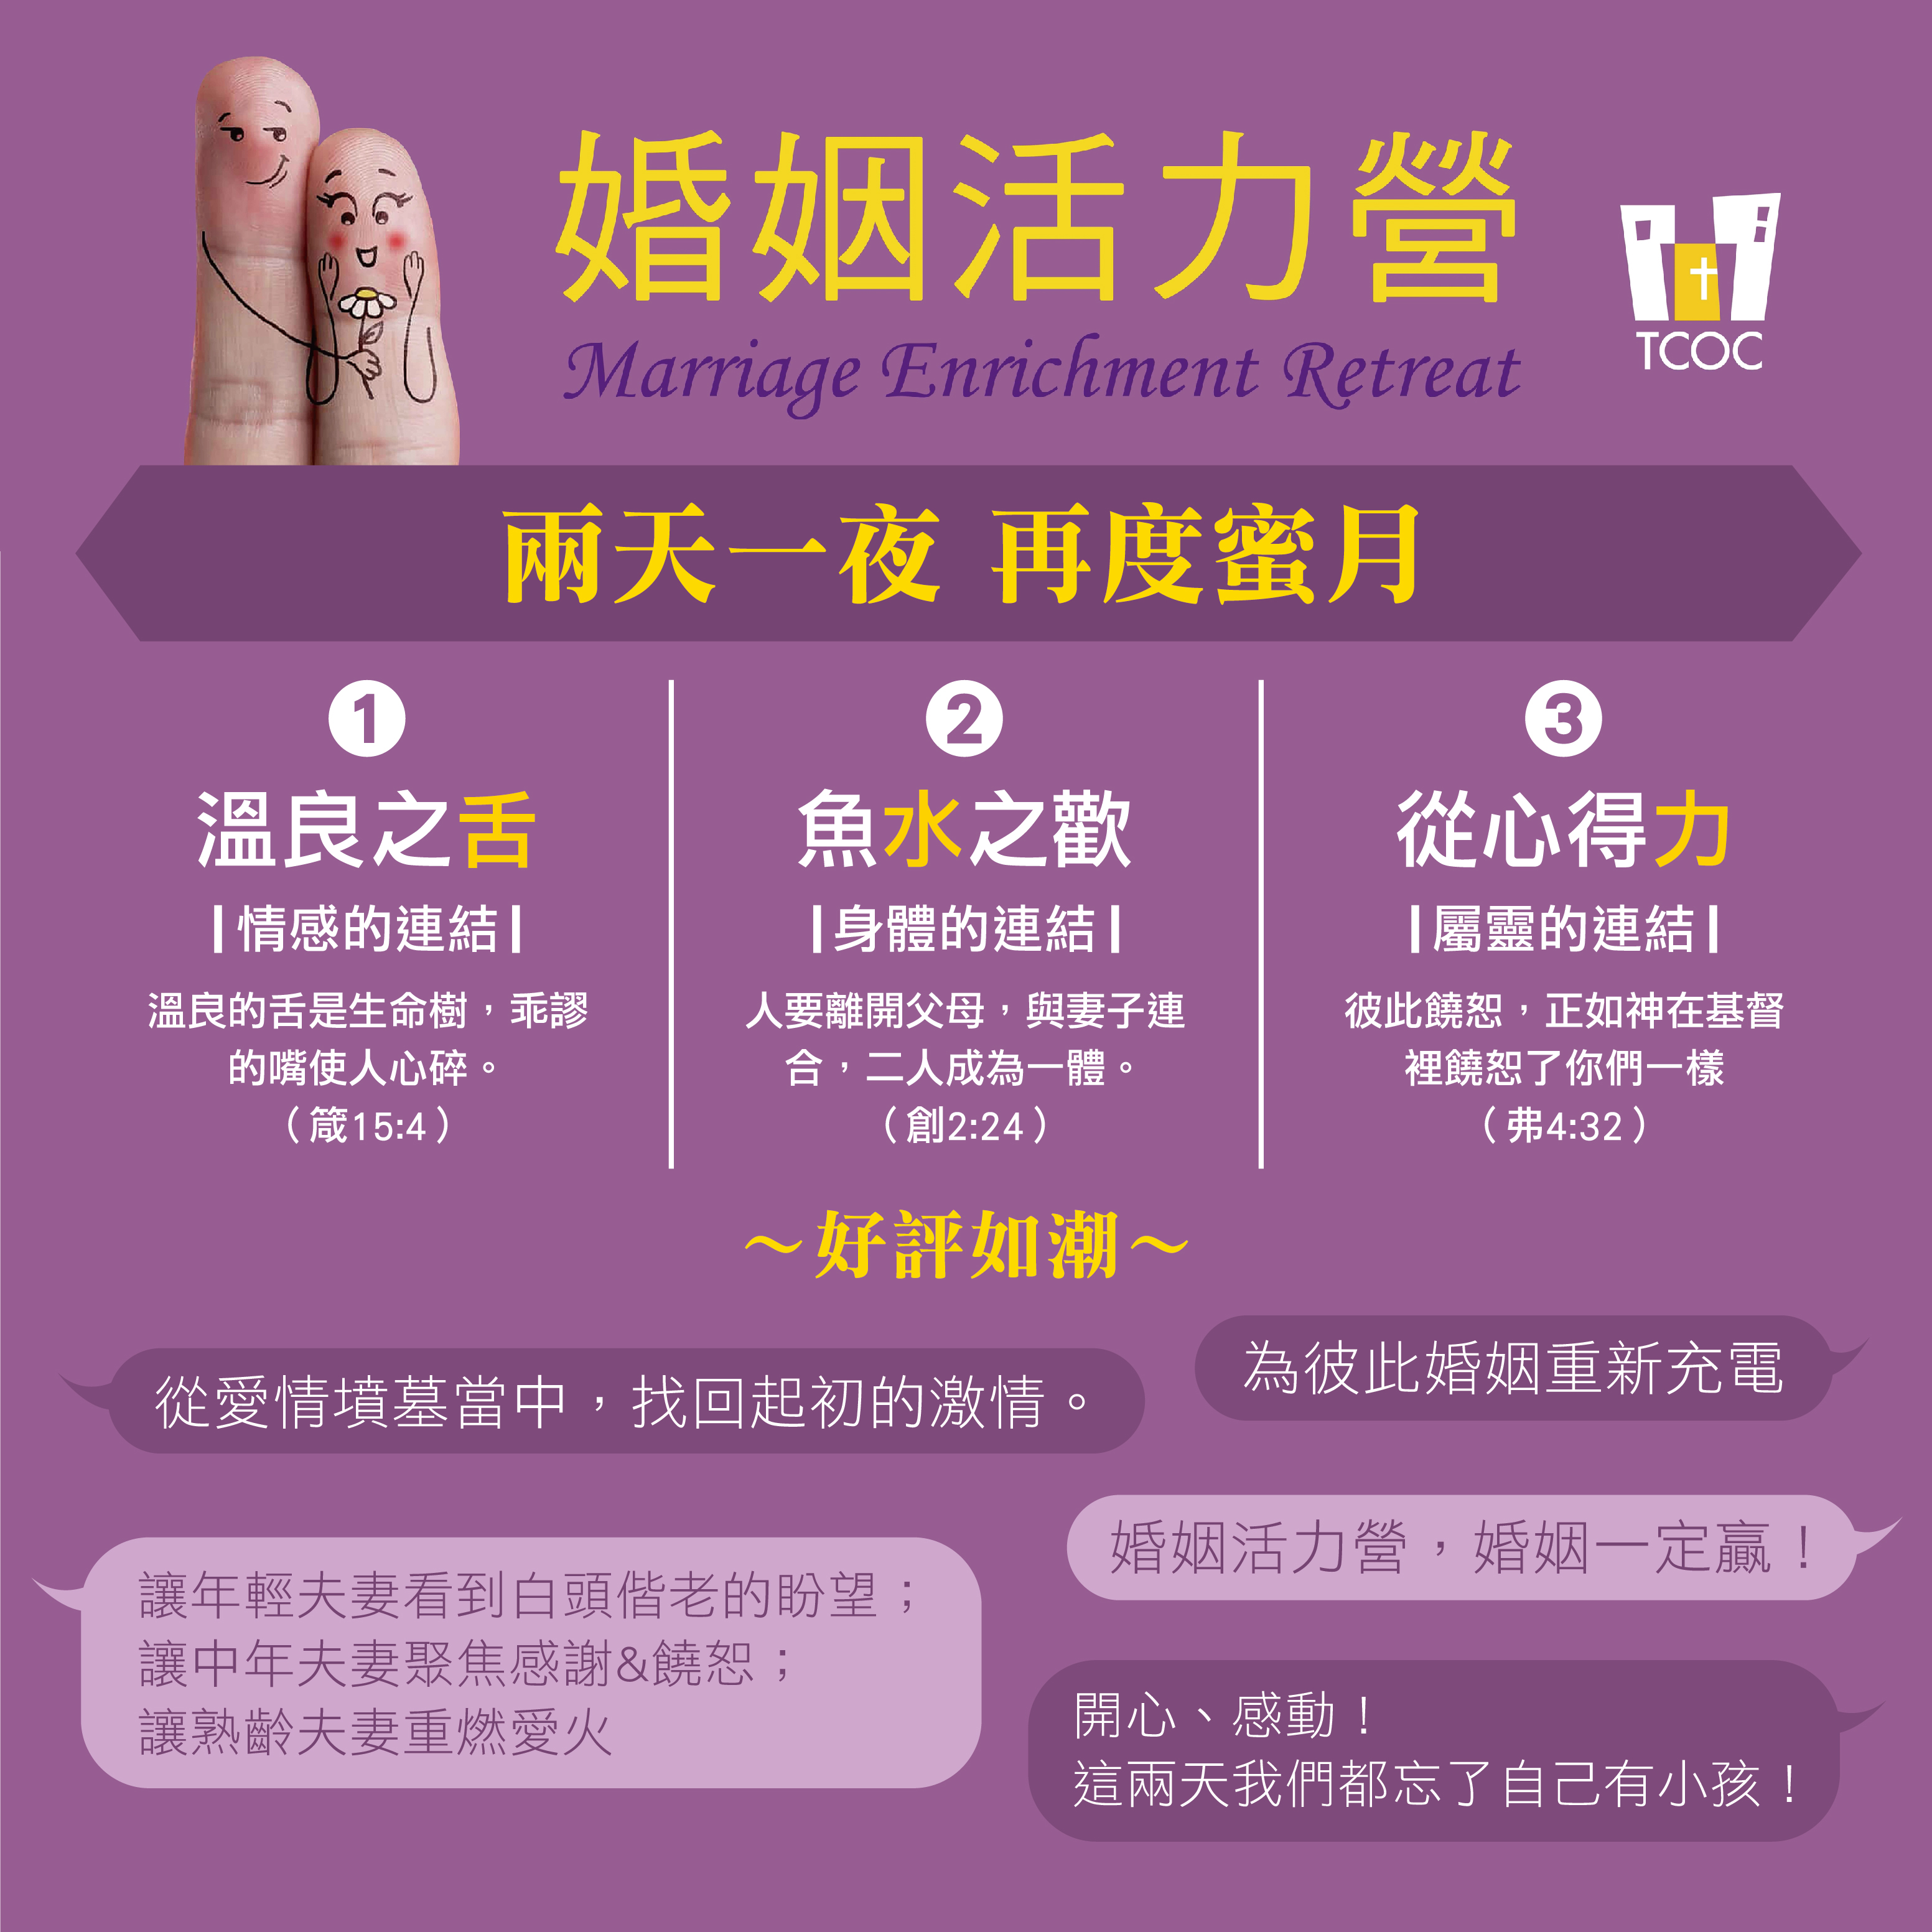 婚姻活力營
Marriage Enrichment Retreat
TCOC
兩天一夜 再度蜜月
1
溫良之舌
|情感的連結|
溫良的舌是生命樹，乖謬
的嘴使人心碎。
（箴15:4）
2
魚水之歡
|身體的連結|
人要離開父母，與妻子連
合，二人成為一體。
（創2:24）
3
從心得力
|屬靈的連結|
彼此饒恕，正如神在基督
裡饒恕了你們一樣
（弗4:32）
～好評如潮～
從愛情墳墓當中，找回起初的激情。
為彼此婚姻重新充電
婚姻活力營，婚姻一定贏！
讓年輕夫妻看到白頭偕老的盼望；
讓中年夫妻聚焦感謝&饒恕；
讓熟齡夫妻重燃愛火
開心、感動！
這兩天我們都忘了自己有小孩！